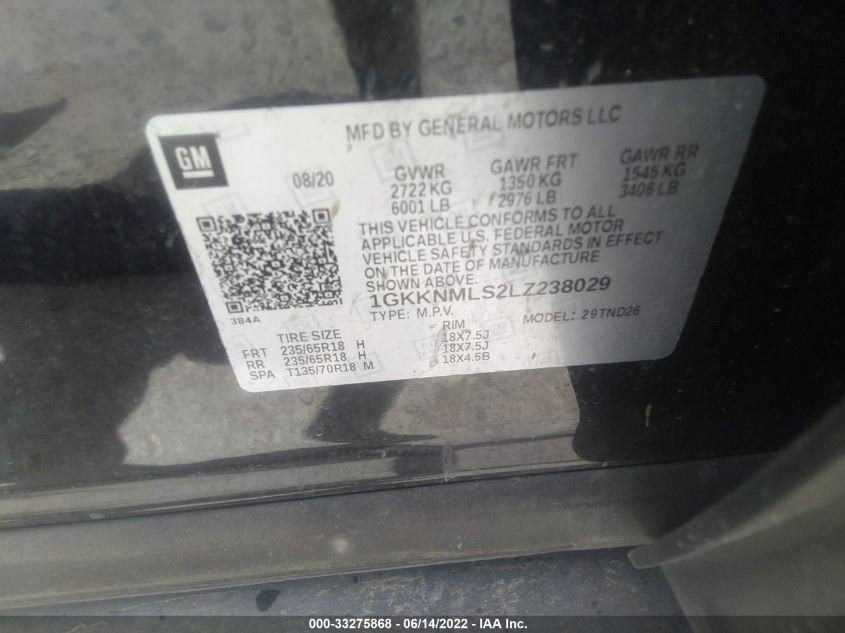 MFD BY GENERAL MOTORS LLC
GM
08/20
GVWR GAWR FRT GAWR RR
2722 KG 1350 KG 1545 KG
6001 LB 2976 LB 3406 LB
THIS VEHICLE CONFORMS TO ALL
APPLICABLE U.S. FEDERAL MOTOR
VEHICLE SAFETY STANDARDS IN EFFECT
ON THE DATE OF MANUFACTURE
SHOWN ABOVE.
384A
1GKKNMLS2LZ238029
TYPE: M.P.V. MODEL: 29TND26
TIRE SIZE RIM
FRT 235/65R18 H 18X7.5J
RR 235/65R18 H 18X7.5J
SPA T135/70R18 M 18X4.5B
000-33275868 - 06/14/2022 - IAA Inc.